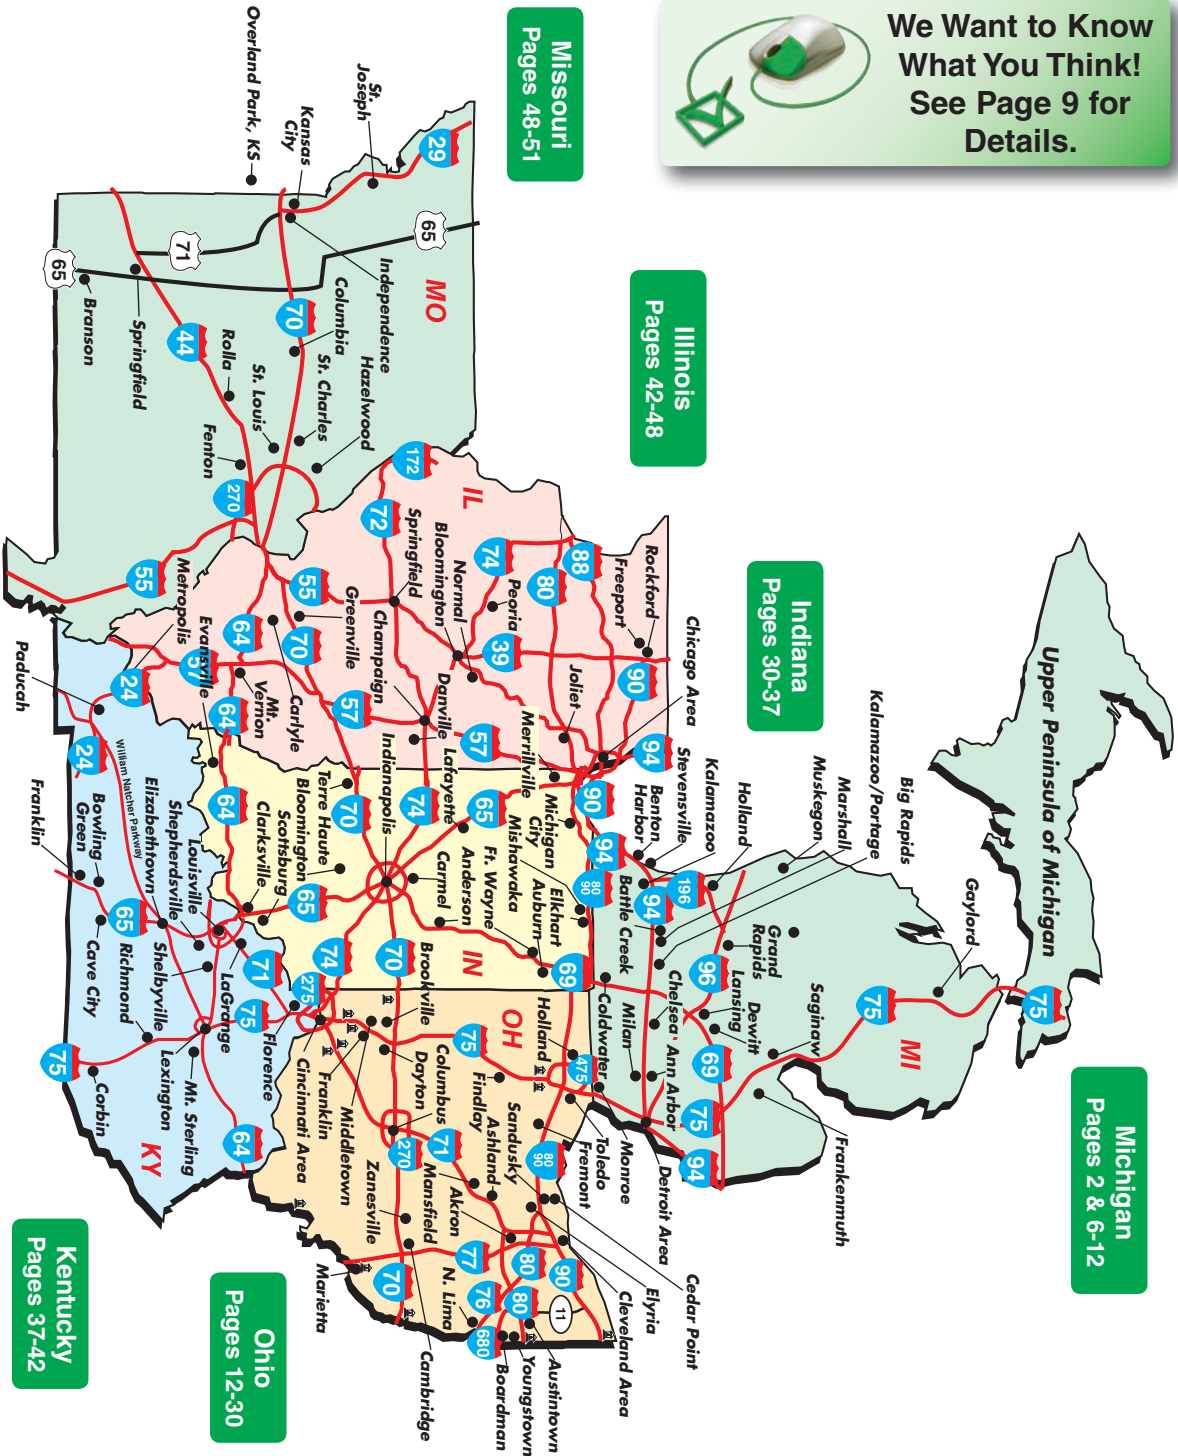 We Want to Know
What You Think!
See Page 9 for
Details.
Missouri
Pages 48-51
Illinois
Pages 42-48
Indiana
Pages 30-37
Michigan
Pages 2 & 6-12
Ohio
Pages 12-30
Kentucky
Pages 37-42
Upper Peninsula of Michigan
MI
75
Gaylord
75
Big Rapids
Kalamazoo/Portage
Marshall
Muskegon
Holland
Kalamazoo
Stevensville
Benton
Harbor
196
Grand
Rapids
96
Lansing
Dewitt
Saginaw
Frankenmuth
69
75
94
94
94
Battle Creek
Chelsea
Ann Arbor
Milan
Coldwater
Monroe
Detroit Area
MO
29
St.
Joseph
Kansas
City
Overland Park, KS
65
71
65
Independence
Columbia
70
44
Springfield
Branson
Rolla
St. Louis
St. Charles
Hazelwood
Fenton
270
55
IL
172
72
Springfield
Bloomington
Normal
74
Peoria
88
80
Freeport
Rockford
39
90
Chicago Area
94
Joliet
55
Greenville
Champaign
Danville
57
57
70
64
Carlyle
Mt.
Vernon
57
Metropolis
24
IN
Merrillville
90
Michigan
City
80
90
Mishawaka
Elkhart
Ft. Wayne
Auburn
69
65
Lafayette
74
Indianapolis
Carmel
Anderson
70
Terre Haute
Bloomington
Scottsburg
Clarksville
65
74
70
Brookville
Evansville
64
64
OH
Holland
475
Toledo
Fremont
80
90
Sandusky
Cedar Point
Elyria
Cleveland Area
75
Findlay
Ashland
Mansfield
Akron
71
Columbus
270
Dayton
Middletown
Franklin
Cincinnati Area
275
Zanesville
Cambridge
77
70
Marietta
80
90
76
80
11
680
N. Lima
Boardman
Youngstown
Austintown
KY
Paducah
24
William Natcher Parkway
Franklin
Bowling
Green
Elizabethtown
Shepherdsville
Louisville
65
Cave City
Shelbyville
LaGrange
71
75
Florence
Richmond
Lexington
Mt. Sterling
64
75
Corbin